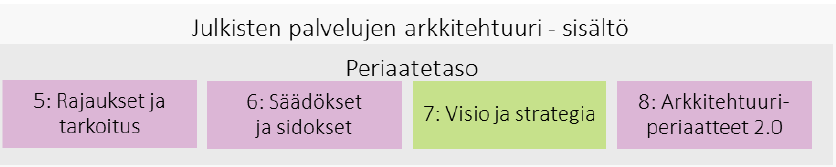 Julkisten palvelujen arkkitehtuuri - sisältö
Periaatetaso
5: Rajaukset ja
tarkoitus
6: Säädökset
ja sidokset
7: Visio ja strategia
8: Arkkitehtuuri-
periaatteet 2.0